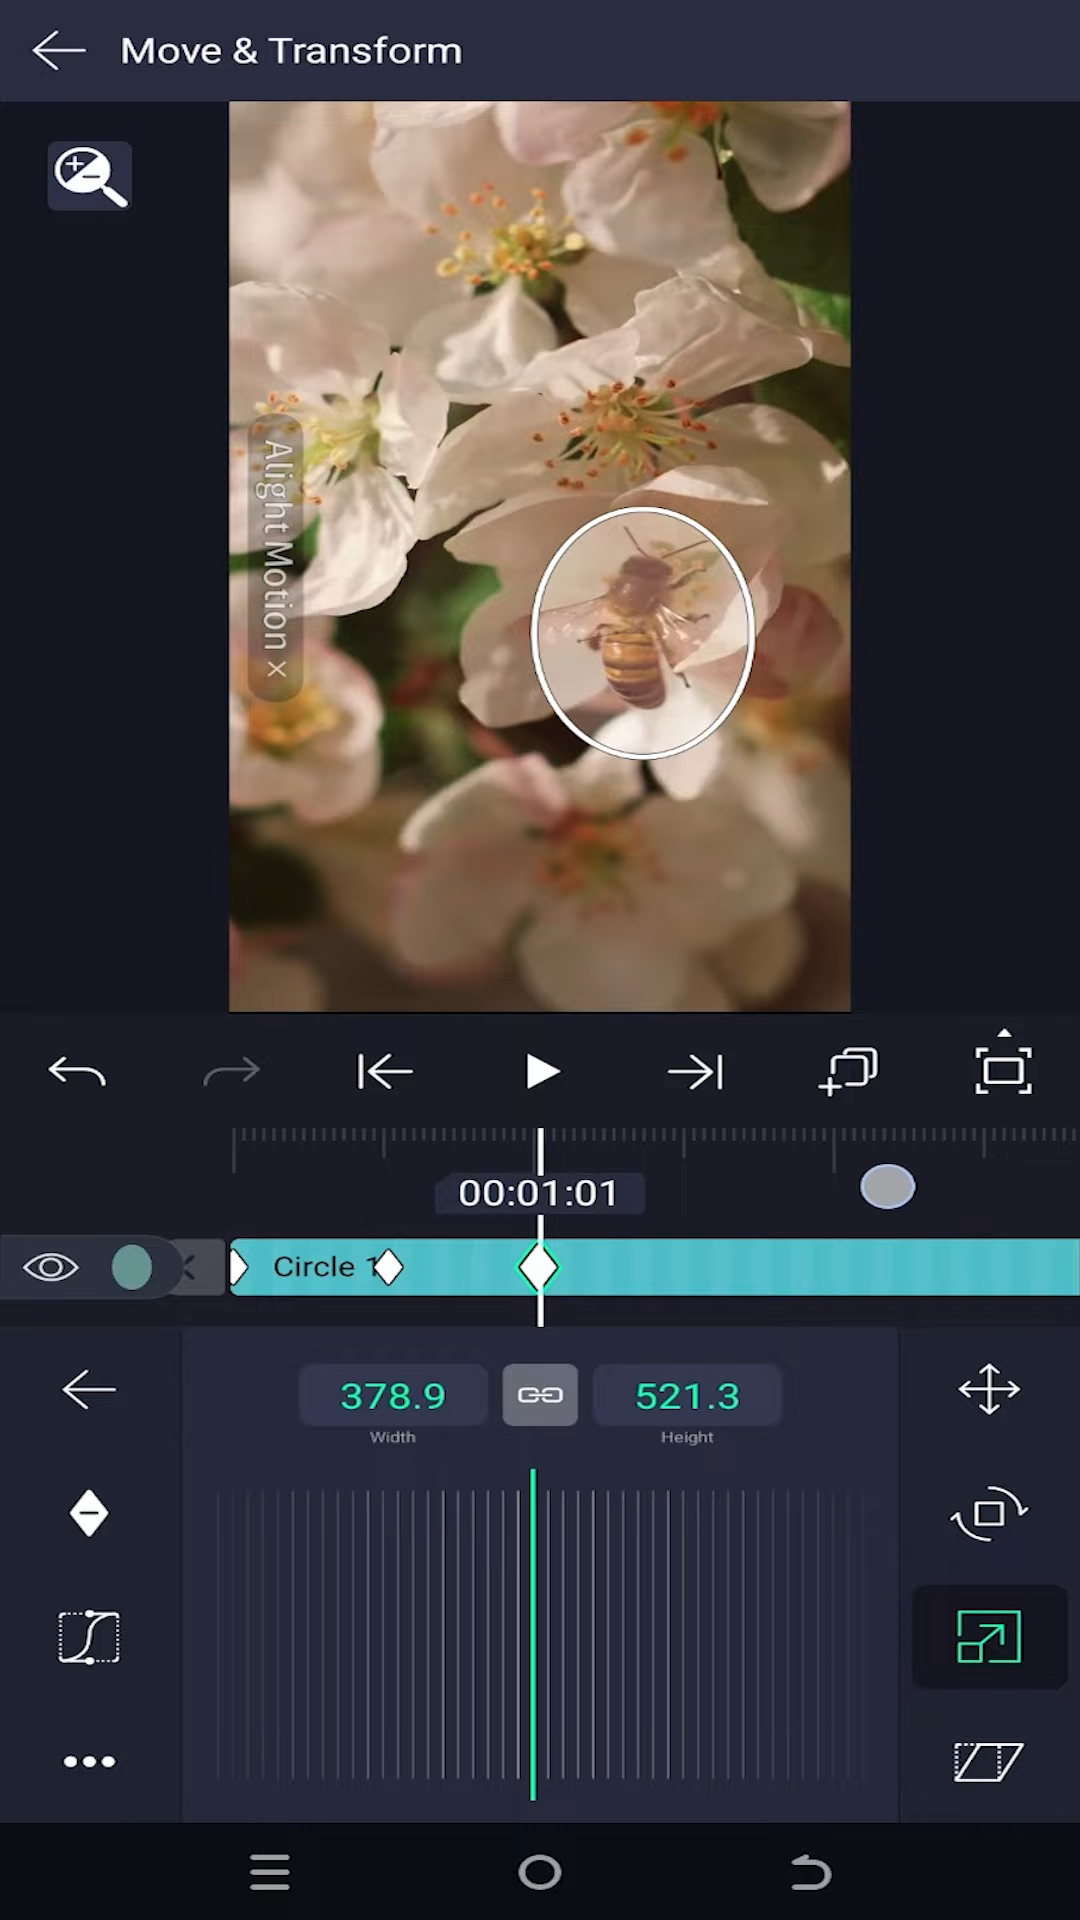 Move & Transform
Alight Motion ×
00:01:01
Circle 1
378.9
521.3
Width
Height